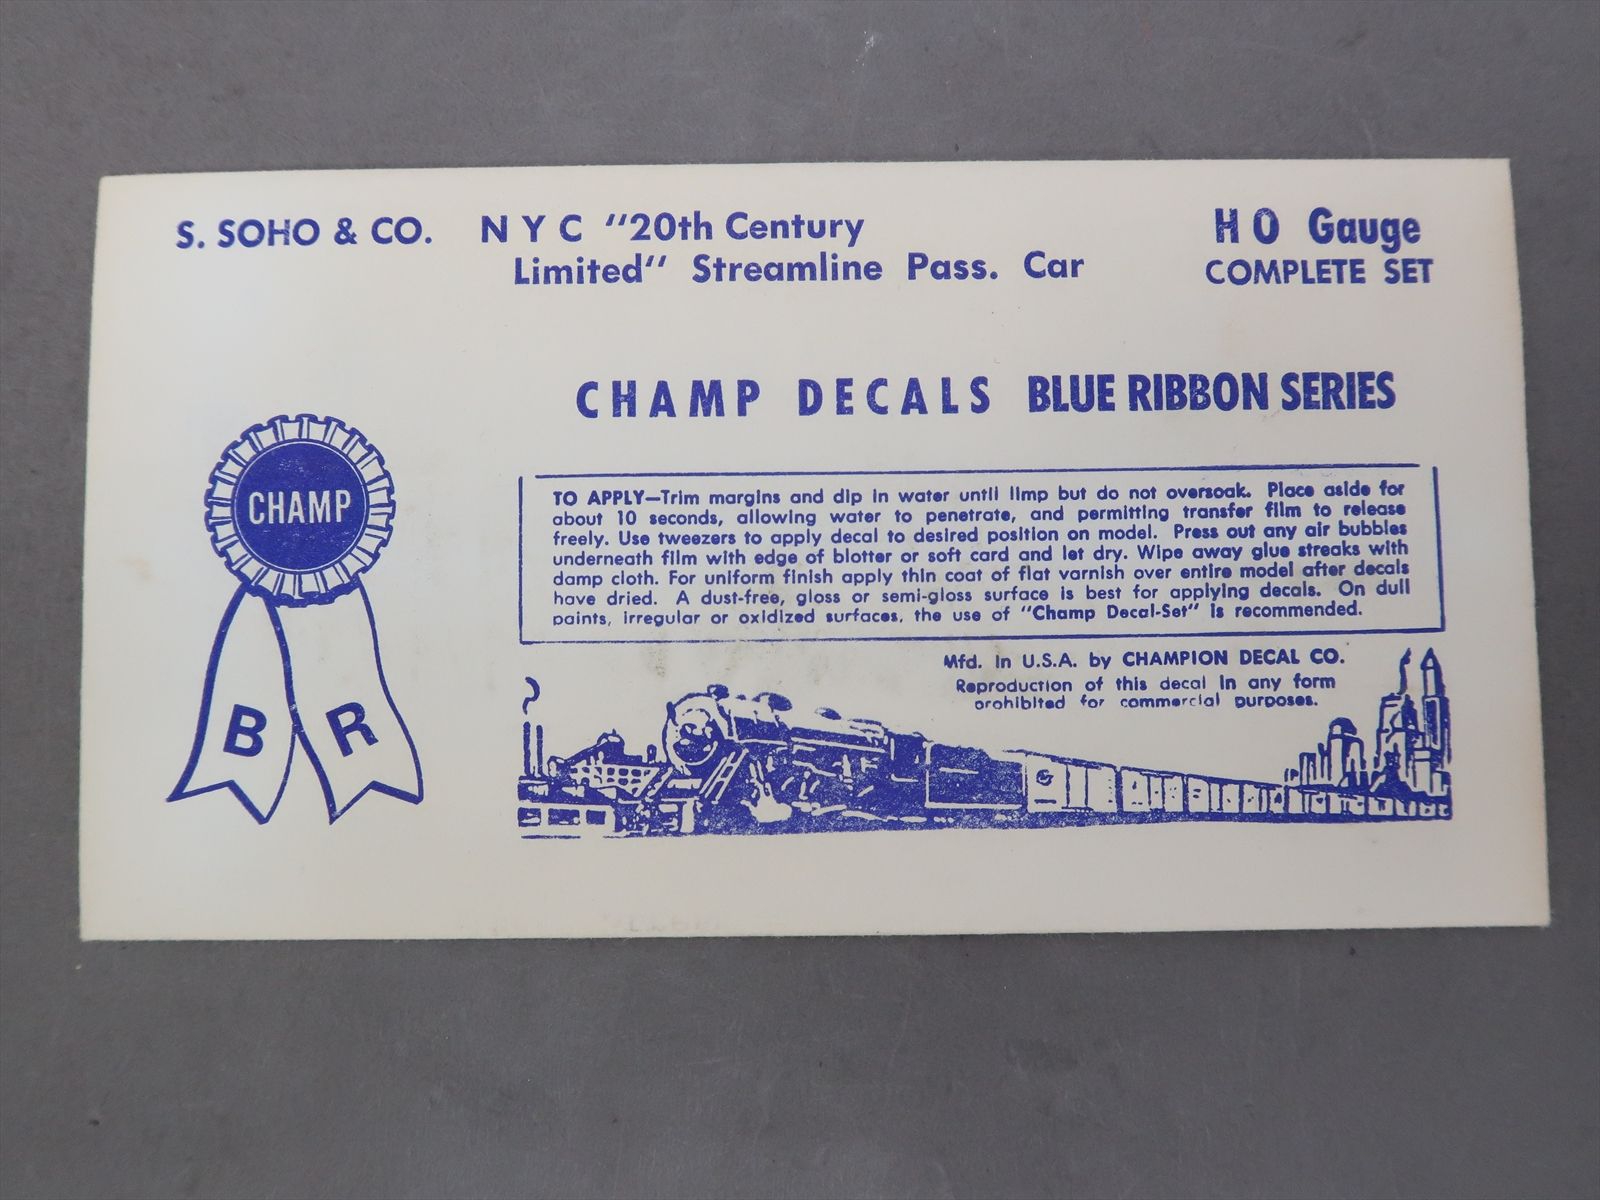 S. SOHO & CO. N Y C "20th Century
Limited" Streamline Pass. Car
H O Gauge
COMPLETE SET
CHAMP DECALS BLUE RIBBON SERIES
CHAMP
B R
TO APPLY—Trim margins and dip in water until limp but do not oversoak. Place aside for
about 10 seconds, allowing water to penetrate, and permitting transfer film to release
freely. Use tweezers to apply decal to desired position on model. Press out any air bubbles
underneath film with edge of blotter or soft card and let dry. Wipe away glue streaks with
damp cloth. For uniform finish apply thin coat of flat varnish over entire model after decals
have dried. A dust-free, gloss or semi-gloss surface is best for applying decals. On dull
paints, irregular or oxidized surfaces, the use of "Champ Decal-Set" is recommended.
Mfd. in U.S.A. by CHAMPION DECAL CO.
Reproduction of this decal in any form
prohibited for commercial purposes.